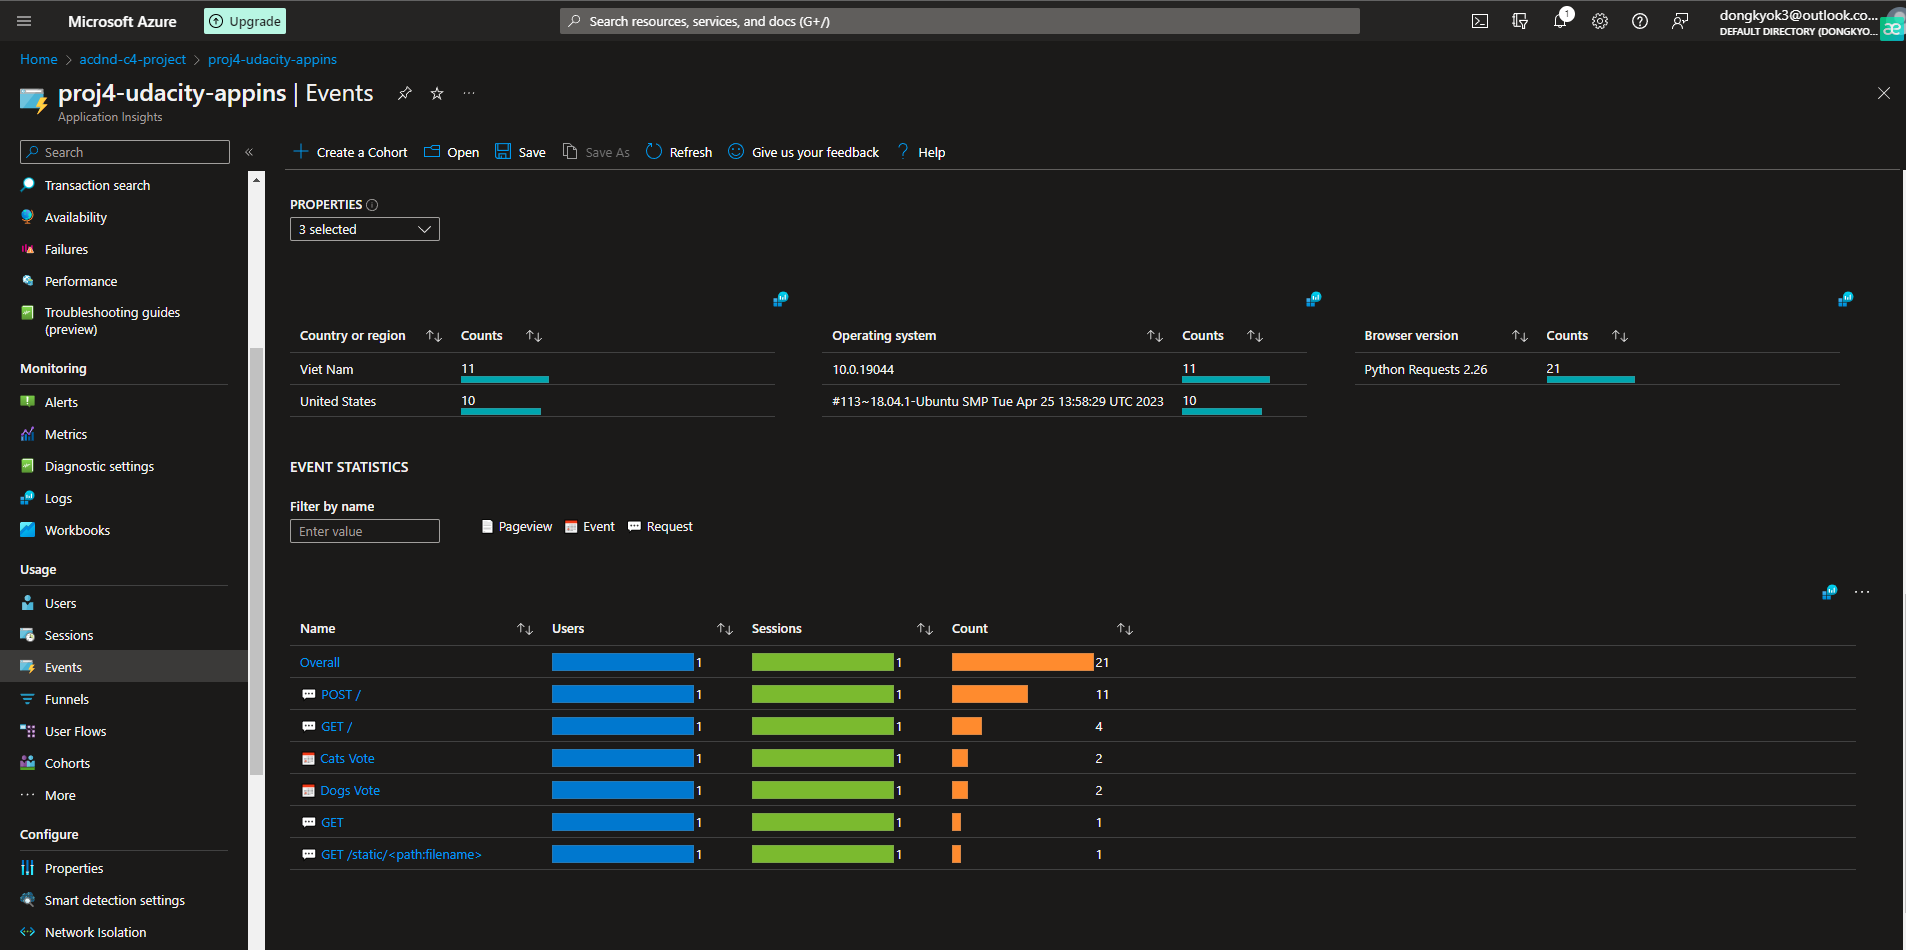 Microsoft Azure
Upgrade
Search resources, services, and docs (G+/)
1
dongkyok3@outlook.co...
DEFAULT DIRECTORY (DONGKYO...
æ
Home > acdnd-c4-project > proj4-udacity-appins
proj4-udacity-appins | Events
Application Insights
Search
Create a Cohort Open Save Save As Refresh Give us your feedback Help
Transaction search
Availability
Failures
Performance
Troubleshooting guides
(preview)
Monitoring
Alerts
Metrics
Diagnostic settings
Logs
Workbooks
Usage
Users
Sessions
Events
Funnels
User Flows
Cohorts
More
Configure
Properties
Smart detection settings
Network Isolation
PROPERTIES
3 selected
Country or region Counts
Viet Nam 11
United States 10
Operating system Counts
10.0.19044 11
#113~18.04.1-Ubuntu SMP Tue Apr 25 13:58:29 UTC 2023 10
Browser version Counts
Python Requests 2.26 21
EVENT STATISTICS
Filter by name
Enter value
Pageview Event Request
Name Users Sessions Count
Overall 1 1 21
POST / 1 1 11
GET / 1 1 4
Cats Vote 1 1 2
Dogs Vote 1 1 2
GET 1 1 1
GET /static/<path:filename> 1 1 1